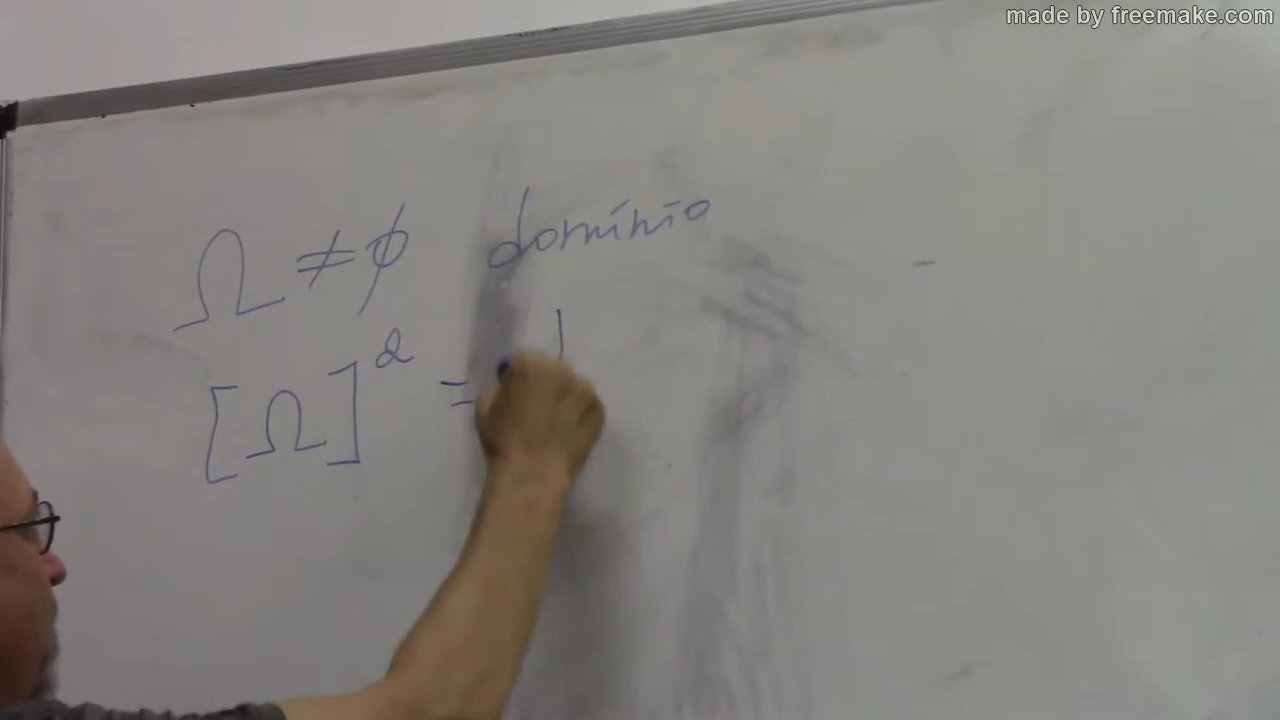 made by freemake.com
Ω ≠ ϕ domínio
[Ω]² =